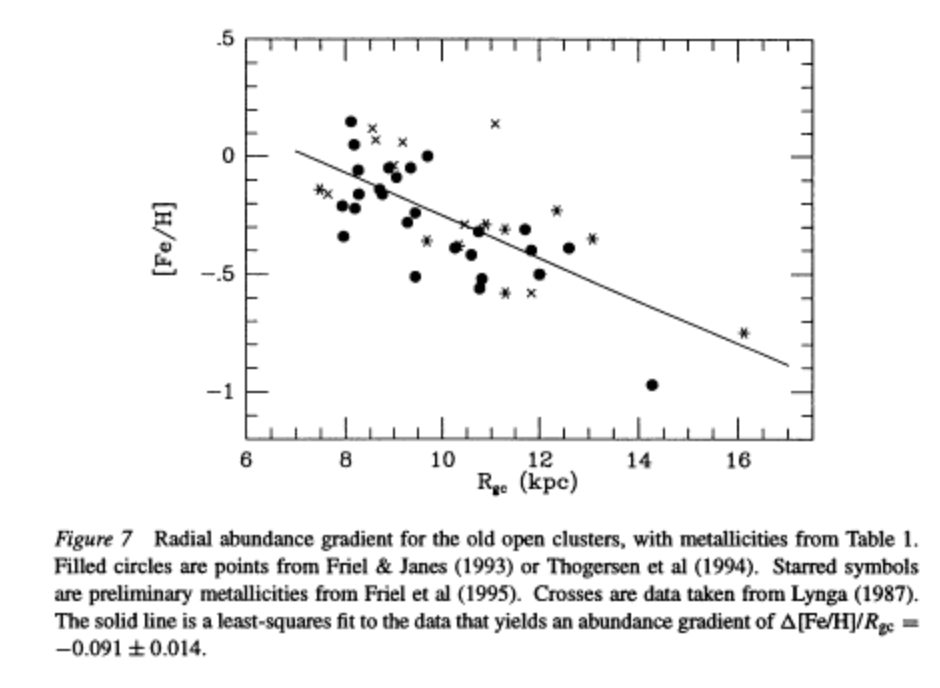 .5
0
−.5
−1
[Fe/H]
6 8 10 12 14 16
R_gc (kpc)
Figure 7 Radial abundance gradient for the old open clusters, with metallicities from Table 1.
Filled circles are points from Friel & Janes (1993) or Thogersen et al (1994). Starred symbols
are preliminary metallicities from Friel et al (1995). Crosses are data taken from Lynga (1987).
The solid line is a least-squares fit to the data that yields an abundance gradient of Δ[Fe/H]/R_gc =
−0.091 ± 0.014.